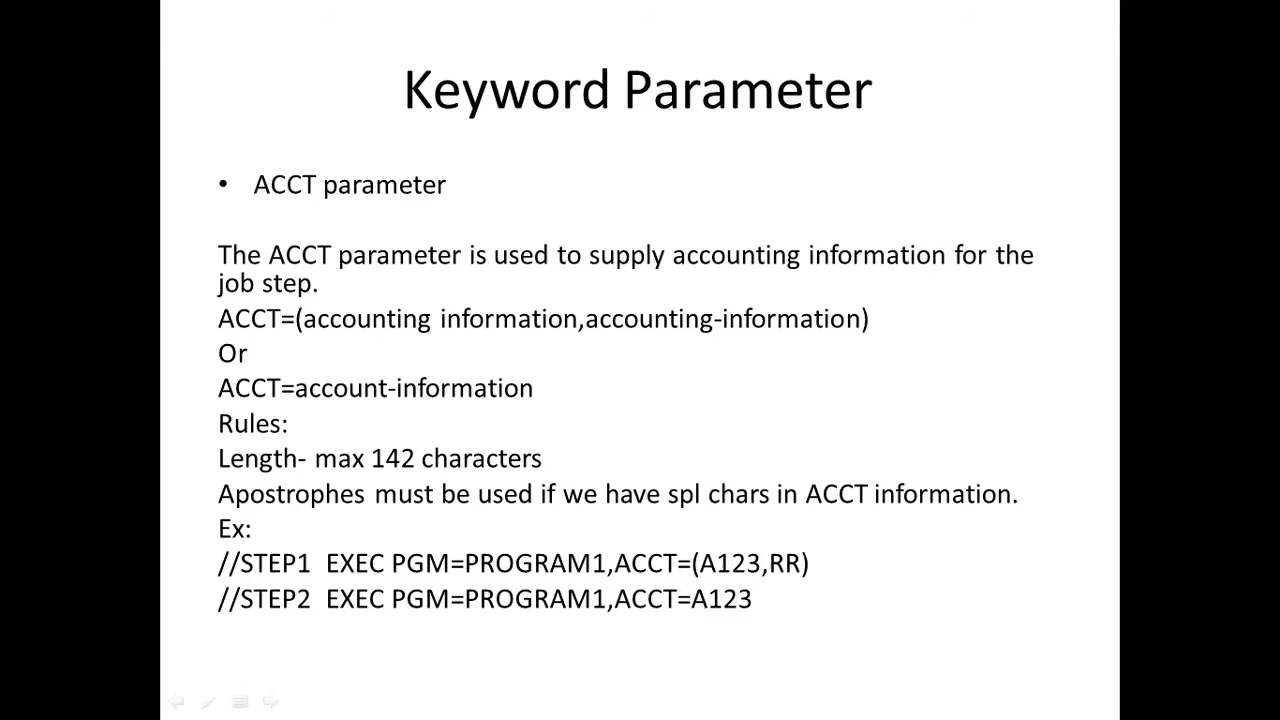 Keyword Parameter
• ACCT parameter
The ACCT parameter is used to supply accounting information for the
job step.
ACCT=(accounting information,accounting-information)
Or
ACCT=account-information
Rules:
Length- max 142 characters
Apostrophes must be used if we have spl chars in ACCT information.
Ex:
//STEP1  EXEC PGM=PROGRAM1,ACCT=(A123,RR)
//STEP2  EXEC PGM=PROGRAM1,ACCT=A123